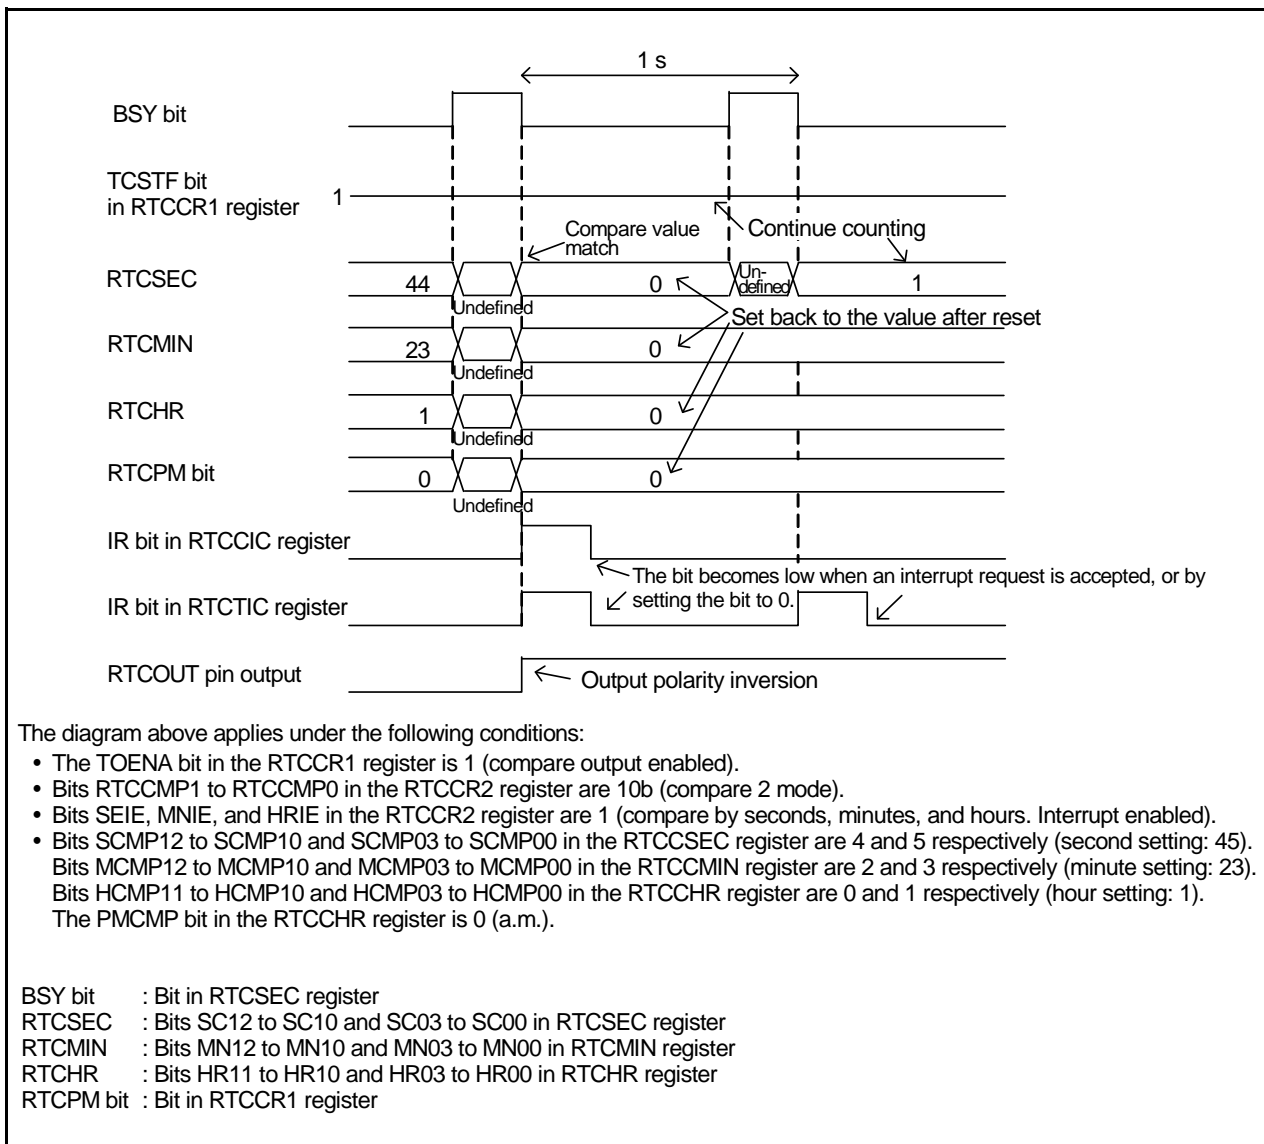 1 s
BSY bit
TCSTF bit
in RTCCR1 register
1
Continue counting
Compare value
match
RTCSEC
44
Undefined
0
Un-
defined
1
Set back to the value after reset
RTCMIN
23
Undefined
0
RTCHR
1
Undefined
0
RTCPM bit
0
Undefined
0
IR bit in RTCCIC register
The bit becomes low when an interrupt request is accepted, or by
setting the bit to 0.
IR bit in RTCTIC register
RTCOUT pin output
Output polarity inversion
The diagram above applies under the following conditions:
• The TOENA bit in the RTCCR1 register is 1 (compare output enabled).
• Bits RTCCMP1 to RTCCMP0 in the RTCCR2 register are 10b (compare 2 mode).
• Bits SEIE, MNIE, and HRIE in the RTCCR2 register are 1 (compare by seconds, minutes, and hours. Interrupt enabled).
• Bits SCMP12 to SCMP10 and SCMP03 to SCMP00 in the RTCCSEC register are 4 and 5 respectively (second setting: 45).
Bits MCMP12 to MCMP10 and MCMP03 to MCMP00 in the RTCCMIN register are 2 and 3 respectively (minute setting: 23).
Bits HCMP11 to HCMP10 and HCMP03 to HCMP00 in the RTCCHR register are 0 and 1 respectively (hour setting: 1).
The PMCMP bit in the RTCCHR register is 0 (a.m.).
BSY bit : Bit in RTCSEC register
RTCSEC : Bits SC12 to SC10 and SC03 to SC00 in RTCSEC register
RTCMIN : Bits MN12 to MN10 and MN03 to MN00 in RTCMIN register
RTCHR : Bits HR11 to HR10 and HR03 to HR00 in RTCHR register
RTCPM bit : Bit in RTCCR1 register